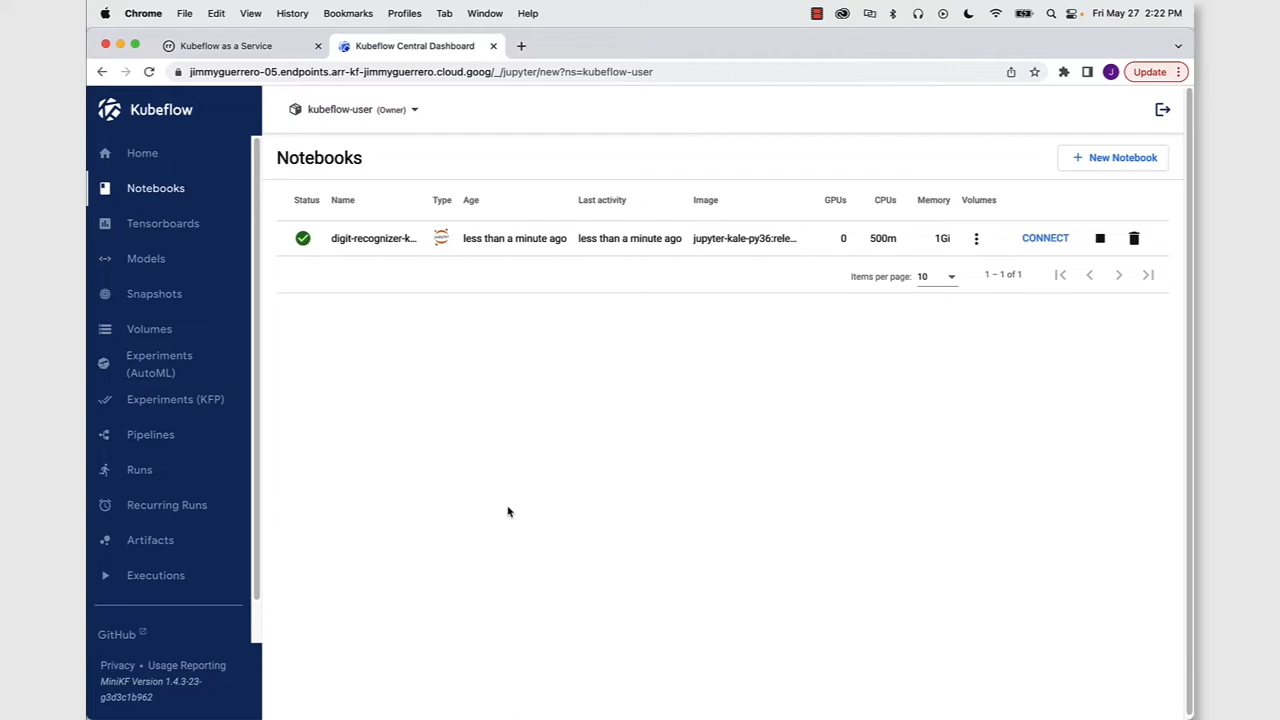 Chrome File Edit View History Bookmarks Profiles Tab Window Help Fri May 27 2:22 PM
Kubeflow as a Service Kubeflow Central Dashboard
jimmyguerrero-05.endpoints.arr-kf-jimmyguerrero.cloud.goog/_/jupyter/new?ns=kubeflow-user J Update
Kubeflow
kubeflow-user (Owner)
Home
Notebooks
Tensorboards
Models
Snapshots
Volumes
Experiments
(AutoML)
Experiments (KFP)
Pipelines
Runs
Recurring Runs
Artifacts
Executions
GitHub
Privacy • Usage Reporting
MiniKF Version 1.4.3-23-
g3d3c1b962
Notebooks
+ New Notebook
Status Name Type Age Last activity Image GPUs CPUs Memory Volumes
digit-recognizer-k... less than a minute ago less than a minute ago jupyter-kale-py36:rele... 0 500m 1Gi CONNECT
Items per page: 10 1 – 1 of 1